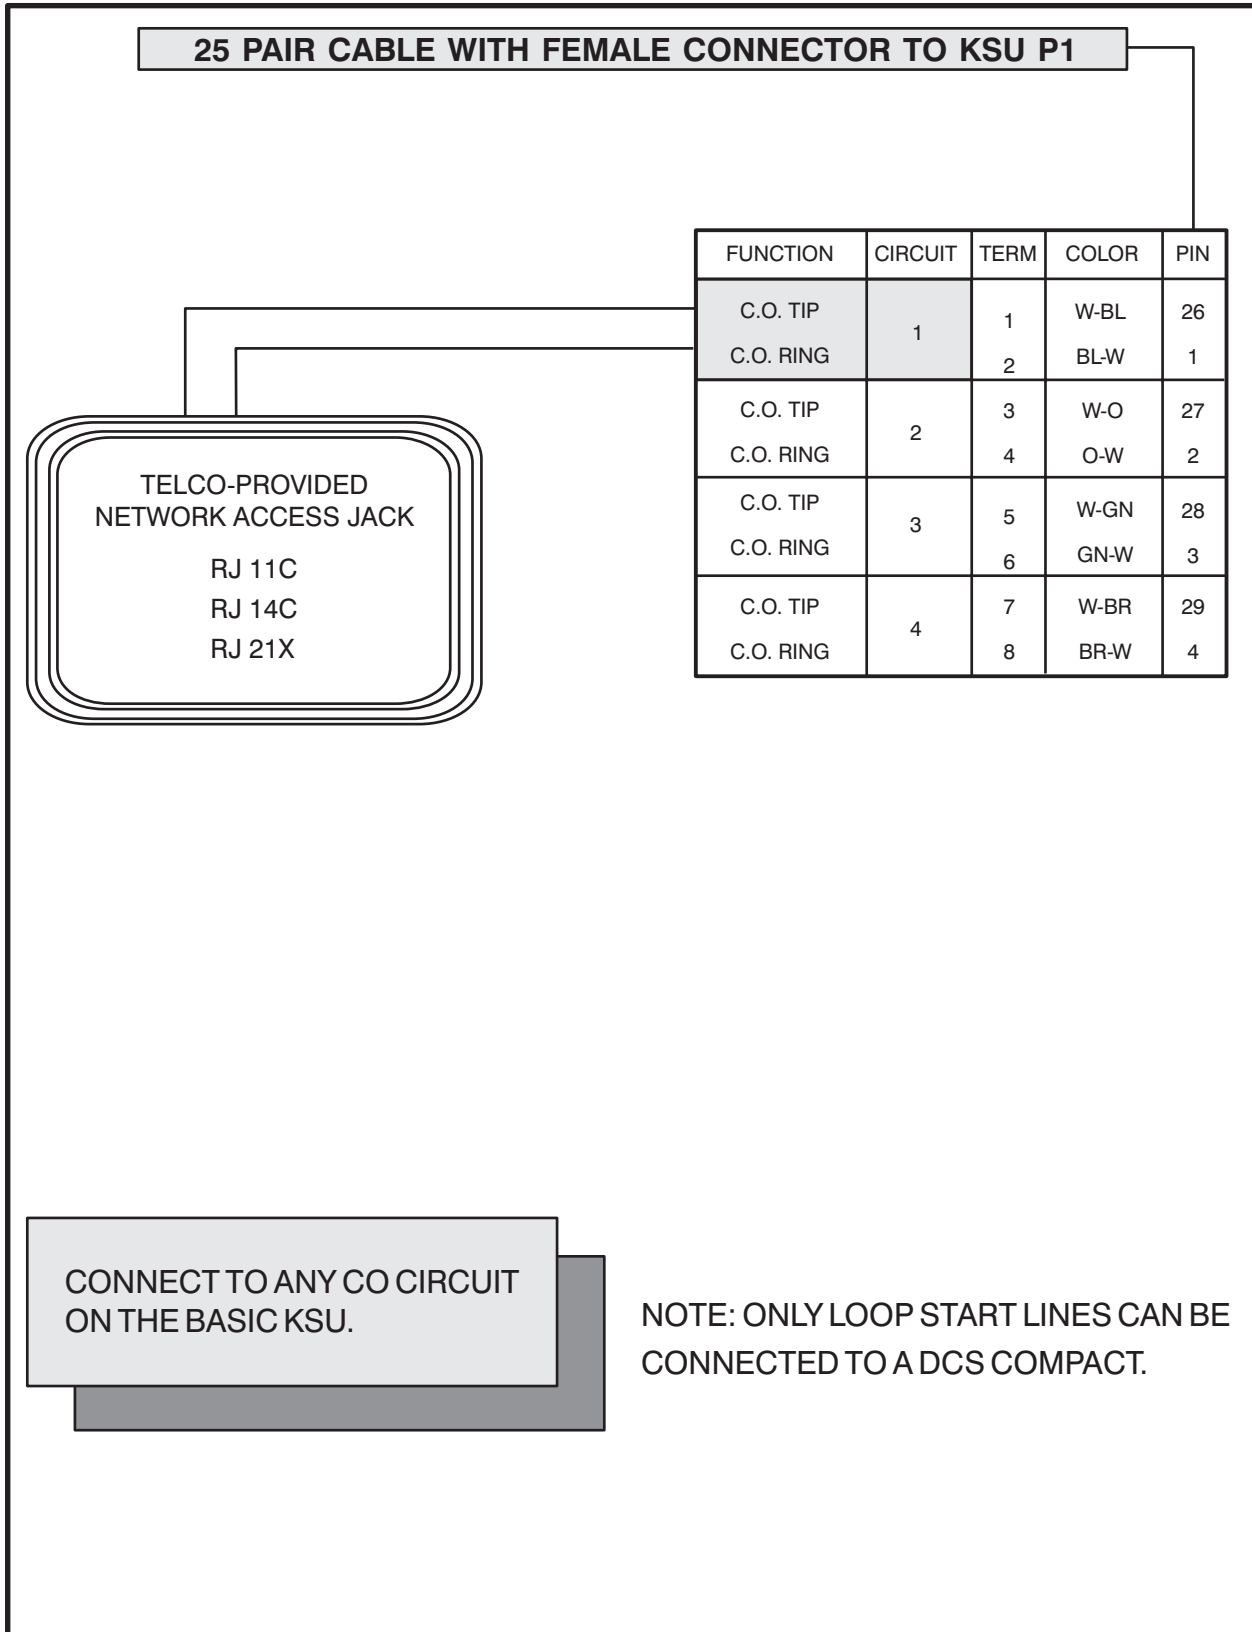 25 PAIR CABLE WITH FEMALE CONNECTOR TO KSU P1
FUNCTION CIRCUIT TERM COLOR PIN
C.O. TIP 1 1 W-BL 26
C.O. RING 2 BL-W 1
C.O. TIP 2 3 W-O 27
C.O. RING 4 O-W 2
C.O. TIP 3 5 W-GN 28
C.O. RING 6 GN-W 3
C.O. TIP 4 7 W-BR 29
C.O. RING 8 BR-W 4
TELCO-PROVIDED
NETWORK ACCESS JACK
RJ 11C
RJ 14C
RJ 21X
CONNECT TO ANY CO CIRCUIT
ON THE BASIC KSU.
NOTE: ONLY LOOP START LINES CAN BE
CONNECTED TO A DCS COMPACT.